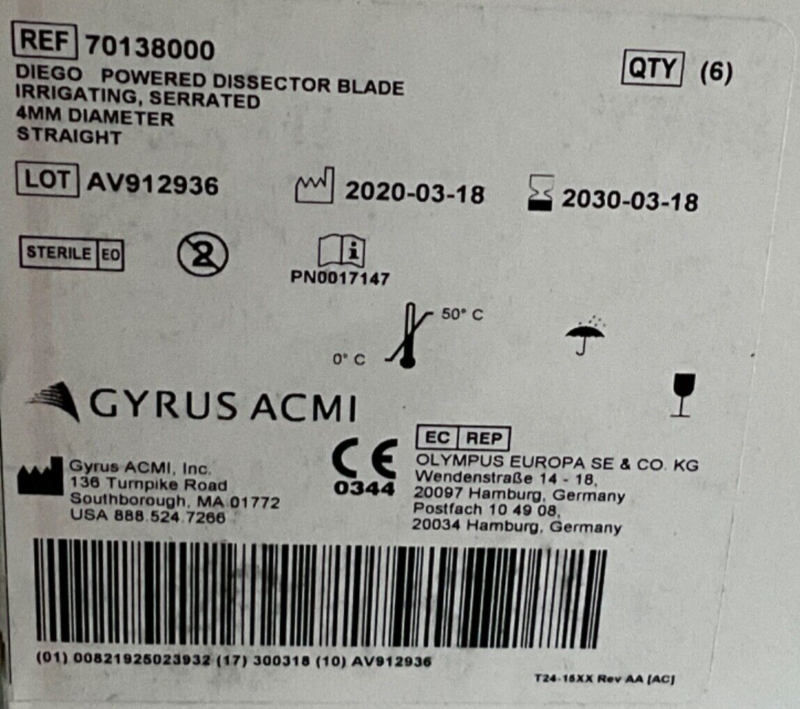 REF 70138000
QTY (6)
DIEGO POWERED DISSECTOR BLADE
IRRIGATING, SERRATED
4MM DIAMETER
STRAIGHT
LOT AV912936
2020-03-18
2030-03-18
STERILE EO
2
i
PN0017147
50° C
0° C
GYRUS ACMI
Gyrus ACMI, Inc.
136 Turnpike Road
Southborough, MA 01772
USA 888.524.7266
CE
0344
EC REP
OLYMPUS EUROPA SE & CO. KG
Wendenstraße 14 - 18,
20097 Hamburg, Germany
Postfach 10 49 08,
20034 Hamburg, Germany
(01) 00821925023932 (17) 300318 (10) AV912936
T24-16XX Rev AA [AC]